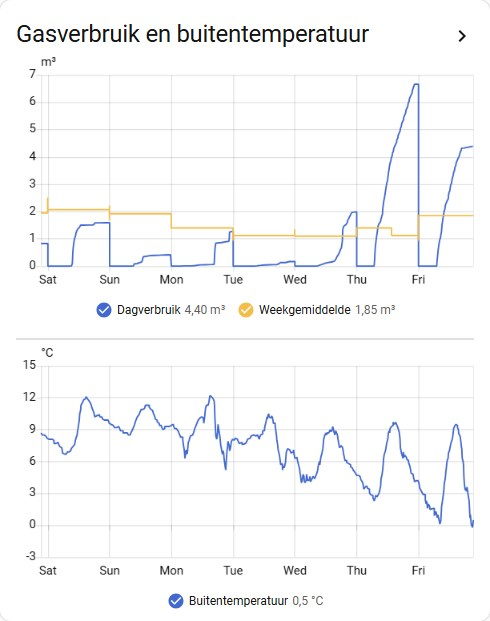 Gasverbruik en buitentemperatuur
m³
7
6
5
4
3
2
1
0
Sat Sun Mon Tue Wed Thu Fri
Dagverbruik 4,40 m³ Weekgemiddelde 1,85 m³
°C
15
12
9
6
3
0
-3
Sat Sun Mon Tue Wed Thu Fri
Buitentemperatuur 0,5 °C